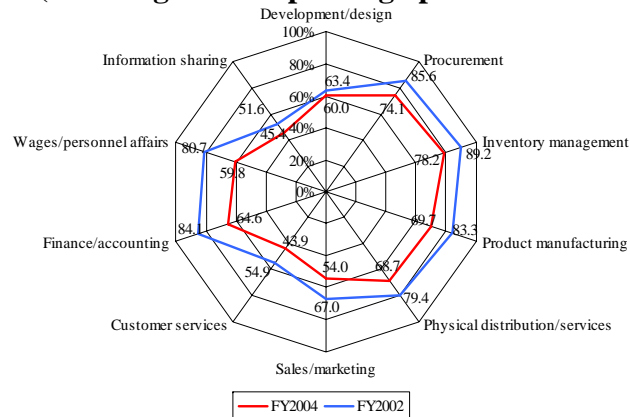 Development/design
100%
Information sharing
Procurement
80%
63.4
85.6
60%
51.6
60.0
74.1
45.4
40%
Wages/personnel affairs
80.7
Inventory management
89.2
20%
78.2
59.8
0%
64.6
69.7
83.3
84.1
Finance/accounting
Product manufacturing
43.9
54.0
68.7
54.9
67.0
79.4
Customer services
Physical distribution/services
Sales/marketing
FY2004
FY2002